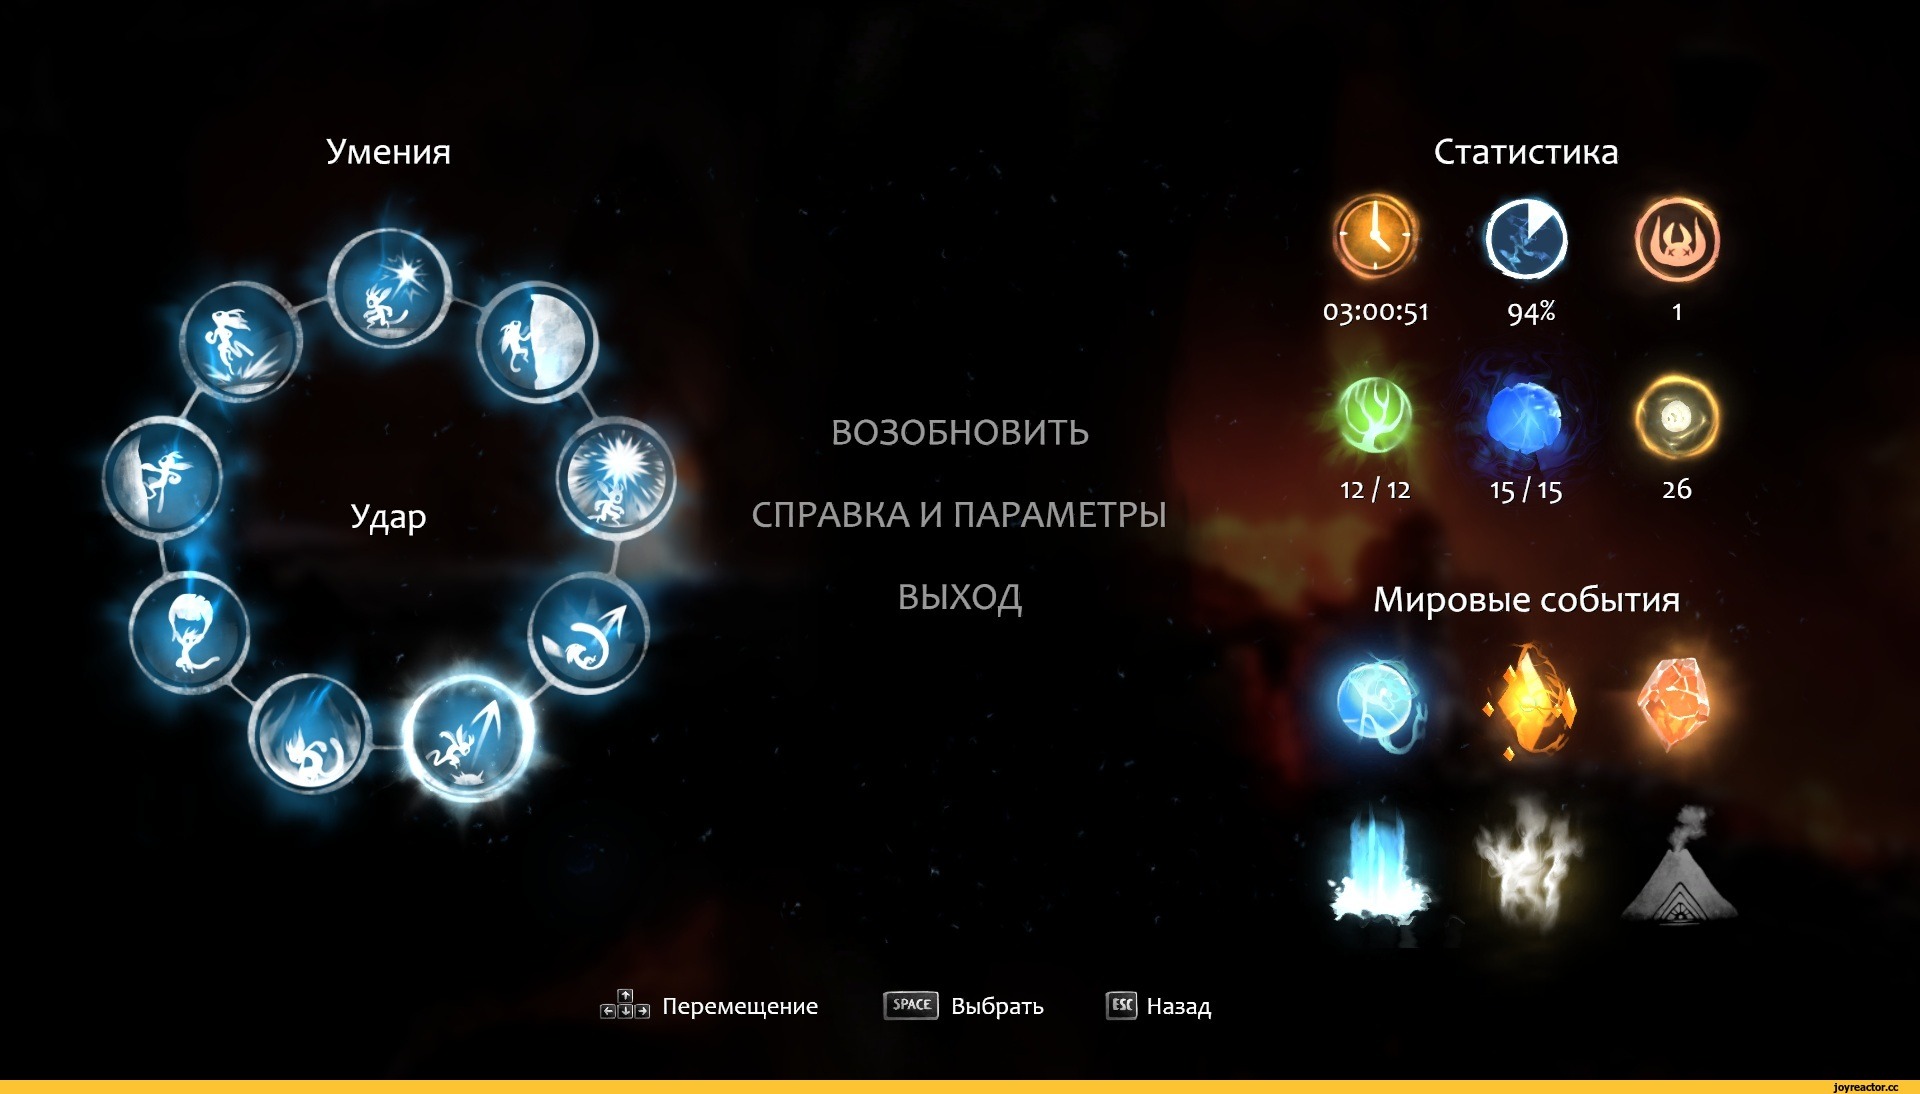 Умения
Удар
ВОЗОБНОВИТЬ
СПРАВКА И ПАРАМЕТРЫ
ВЫХОД
Статистика
03:00:51
94%
1
12 / 12
15 / 15
26
Мировые события
Перемещение
SPACE Выбрать
ESC Назад
joyreactor.cc